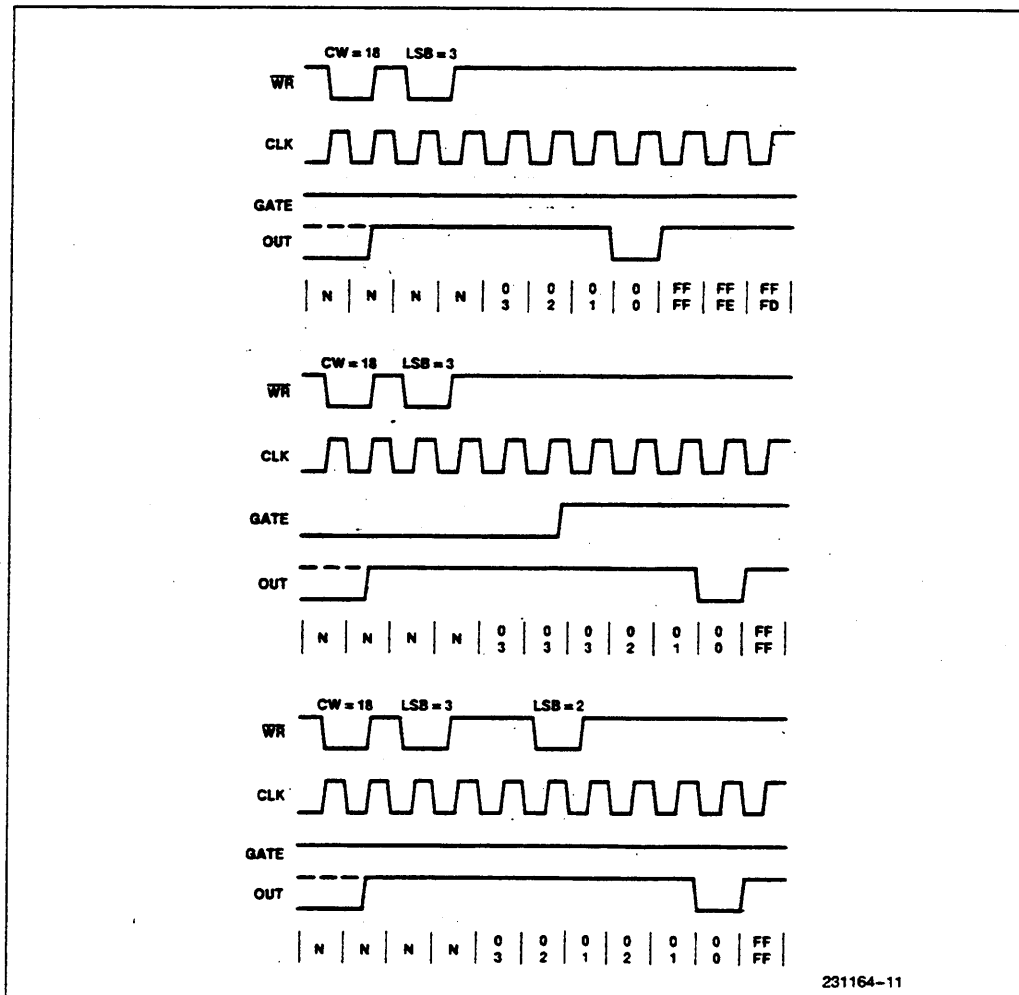 CW = 18 LSB = 3
WR
CLK
GATE
OUT
N N N N 0 0 0 0 FF FF FF
3 2 1 0 FF FE FD
CW = 18 LSB = 3
WR
CLK
GATE
OUT
N N N N 0 0 0 0 0 0 FF
3 3 3 2 1 0 FF
CW = 18 LSB = 3 LSB = 2
WR
CLK
GATE
OUT
N N N N 0 0 0 0 0 0 FF
3 2 1 2 1 0 FF
231164-11